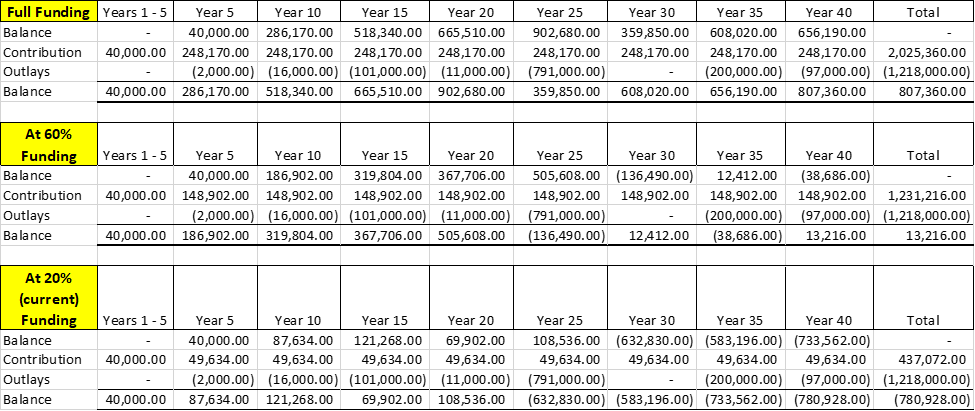 Full Funding Years 1 - 5 Year 5 Year 10 Year 15 Year 20 Year 25 Year 30 Year 35 Year 40 Total
Balance - 40,000.00 286,170.00 518,340.00 665,510.00 902,680.00 359,850.00 608,020.00 656,190.00 -
Contribution 40,000.00 248,170.00 248,170.00 248,170.00 248,170.00 248,170.00 248,170.00 248,170.00 248,170.00 2,025,360.00
Outlays - (2,000.00) (16,000.00) (101,000.00) (11,000.00) (791,000.00) - (200,000.00) (97,000.00) (1,218,000.00)
Balance 40,000.00 286,170.00 518,340.00 665,510.00 902,680.00 359,850.00 608,020.00 656,190.00 807,360.00 807,360.00
At 60%
Funding Years 1 - 5 Year 5 Year 10 Year 15 Year 20 Year 25 Year 30 Year 35 Year 40 Total
Balance - 40,000.00 186,902.00 319,804.00 367,706.00 505,608.00 (136,490.00) 12,412.00 (38,686.00) -
Contribution 40,000.00 148,902.00 148,902.00 148,902.00 148,902.00 148,902.00 148,902.00 148,902.00 148,902.00 1,231,216.00
Outlays - (2,000.00) (16,000.00) (101,000.00) (11,000.00) (791,000.00) - (200,000.00) (97,000.00) (1,218,000.00)
Balance 40,000.00 186,902.00 319,804.00 367,706.00 505,608.00 (136,490.00) 12,412.00 (38,686.00) 13,216.00 13,216.00
At 20%
(current)
Funding Years 1 - 5 Year 5 Year 10 Year 15 Year 20 Year 25 Year 30 Year 35 Year 40 Total
Balance - 40,000.00 87,634.00 121,268.00 69,902.00 108,536.00 (632,830.00) (583,196.00) (733,562.00) -
Contribution 40,000.00 49,634.00 49,634.00 49,634.00 49,634.00 49,634.00 49,634.00 49,634.00 49,634.00 437,072.00
Outlays - (2,000.00) (16,000.00) (101,000.00) (11,000.00) (791,000.00) - (200,000.00) (97,000.00) (1,218,000.00)
Balance 40,000.00 87,634.00 121,268.00 69,902.00 108,536.00 (632,830.00) (583,196.00) (733,562.00) (780,928.00) (780,928.00)